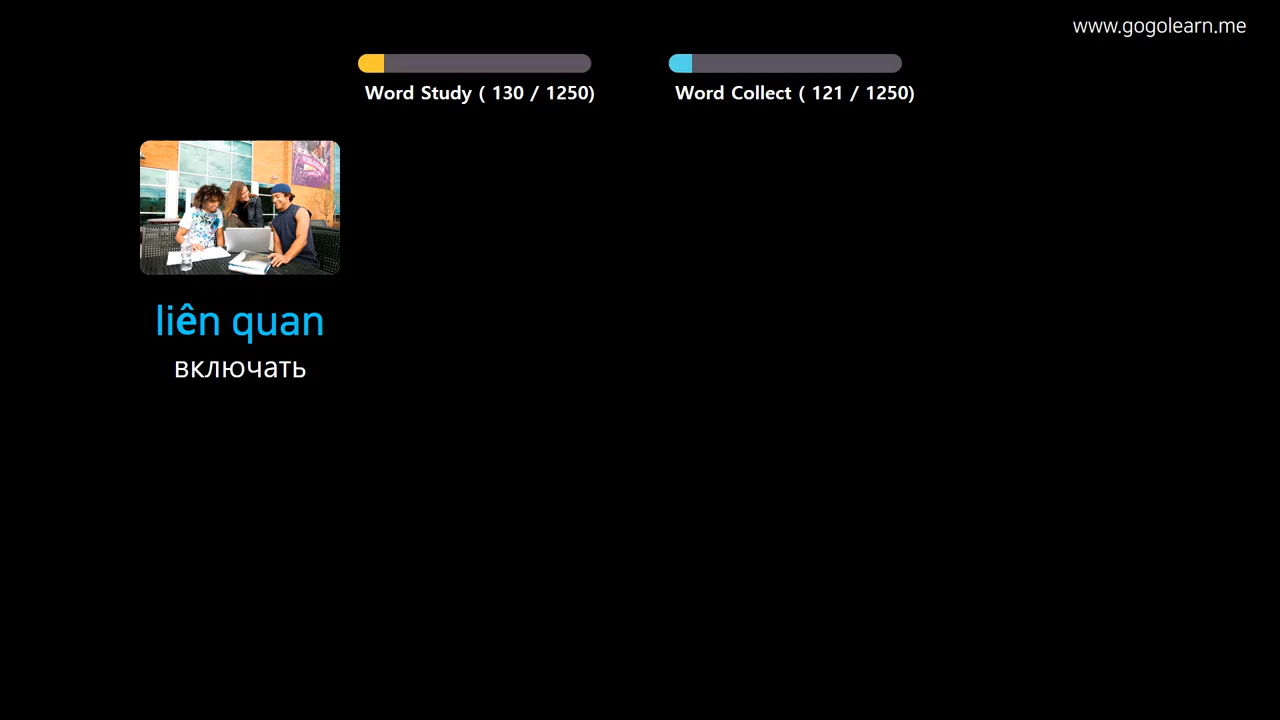 www.gogolearn.me
Word Study ( 130 / 1250)
Word Collect ( 121 / 1250)
liên quan
включать